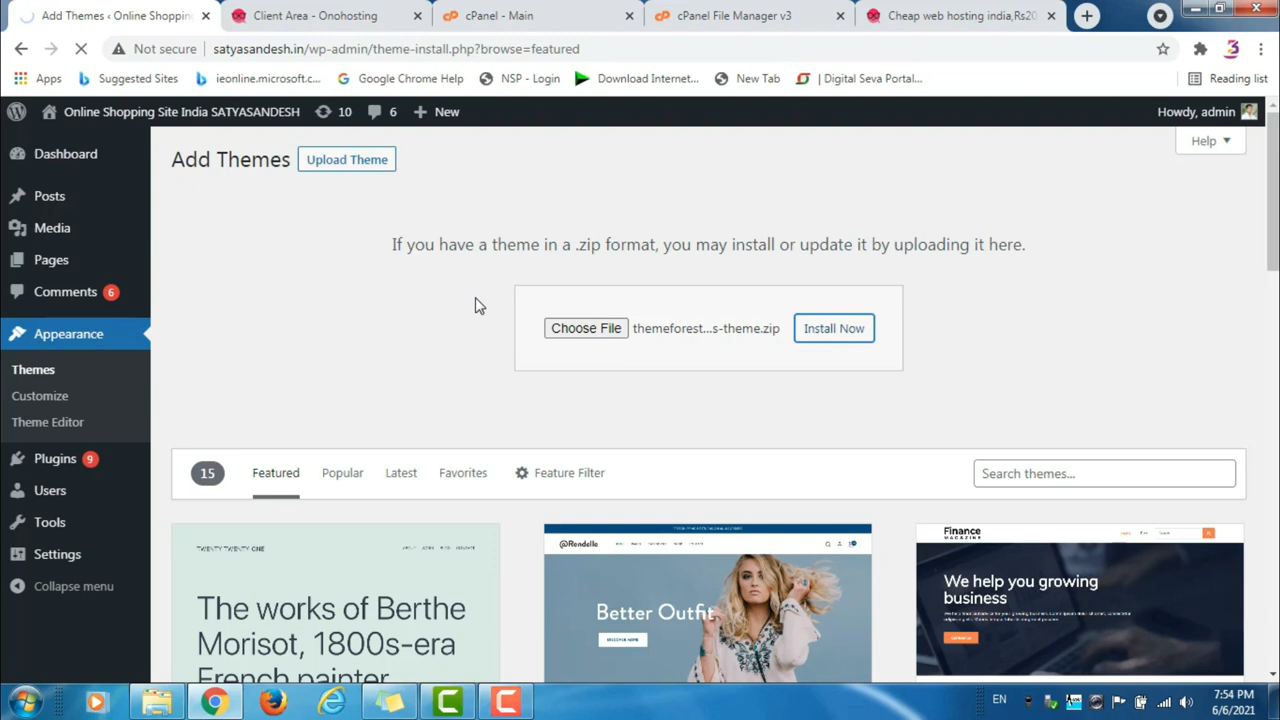 Add Themes ‹ Online Shoppin
Client Area - Onohosting
cPanel - Main
cPanel File Manager v3
Cheap web hosting india,Rs20
Not secure
satyasandesh.in/wp-admin/theme-install.php?browse=featured
Apps
Suggested Sites
ieonline.microsoft.c...
Google Chrome Help
NSP - Login
Download Internet...
New Tab
| Digital Seva Portal...
Reading list
Online Shopping Site India SATYASANDESH
10
6
New
Howdy, admin
Dashboard
Posts
Media
Pages
Comments 6
Appearance
Themes
Customize
Theme Editor
Plugins 9
Users
Tools
Settings
Collapse menu
Add Themes
Upload Theme
Help
If you have a theme in a .zip format, you may install or update it by uploading it here.
Choose File themeforest...s-theme.zip
Install Now
15
Featured
Popular
Latest
Favorites
Feature Filter
Search themes...
TWENTY TWENTY-ONE
The works of Berthe
Morisot, 1800s-era
French painter
@Rendelle
Better Outfit
Finance
MAGAZINE
We help you growing
business
EN
7:54 PM
6/6/2021